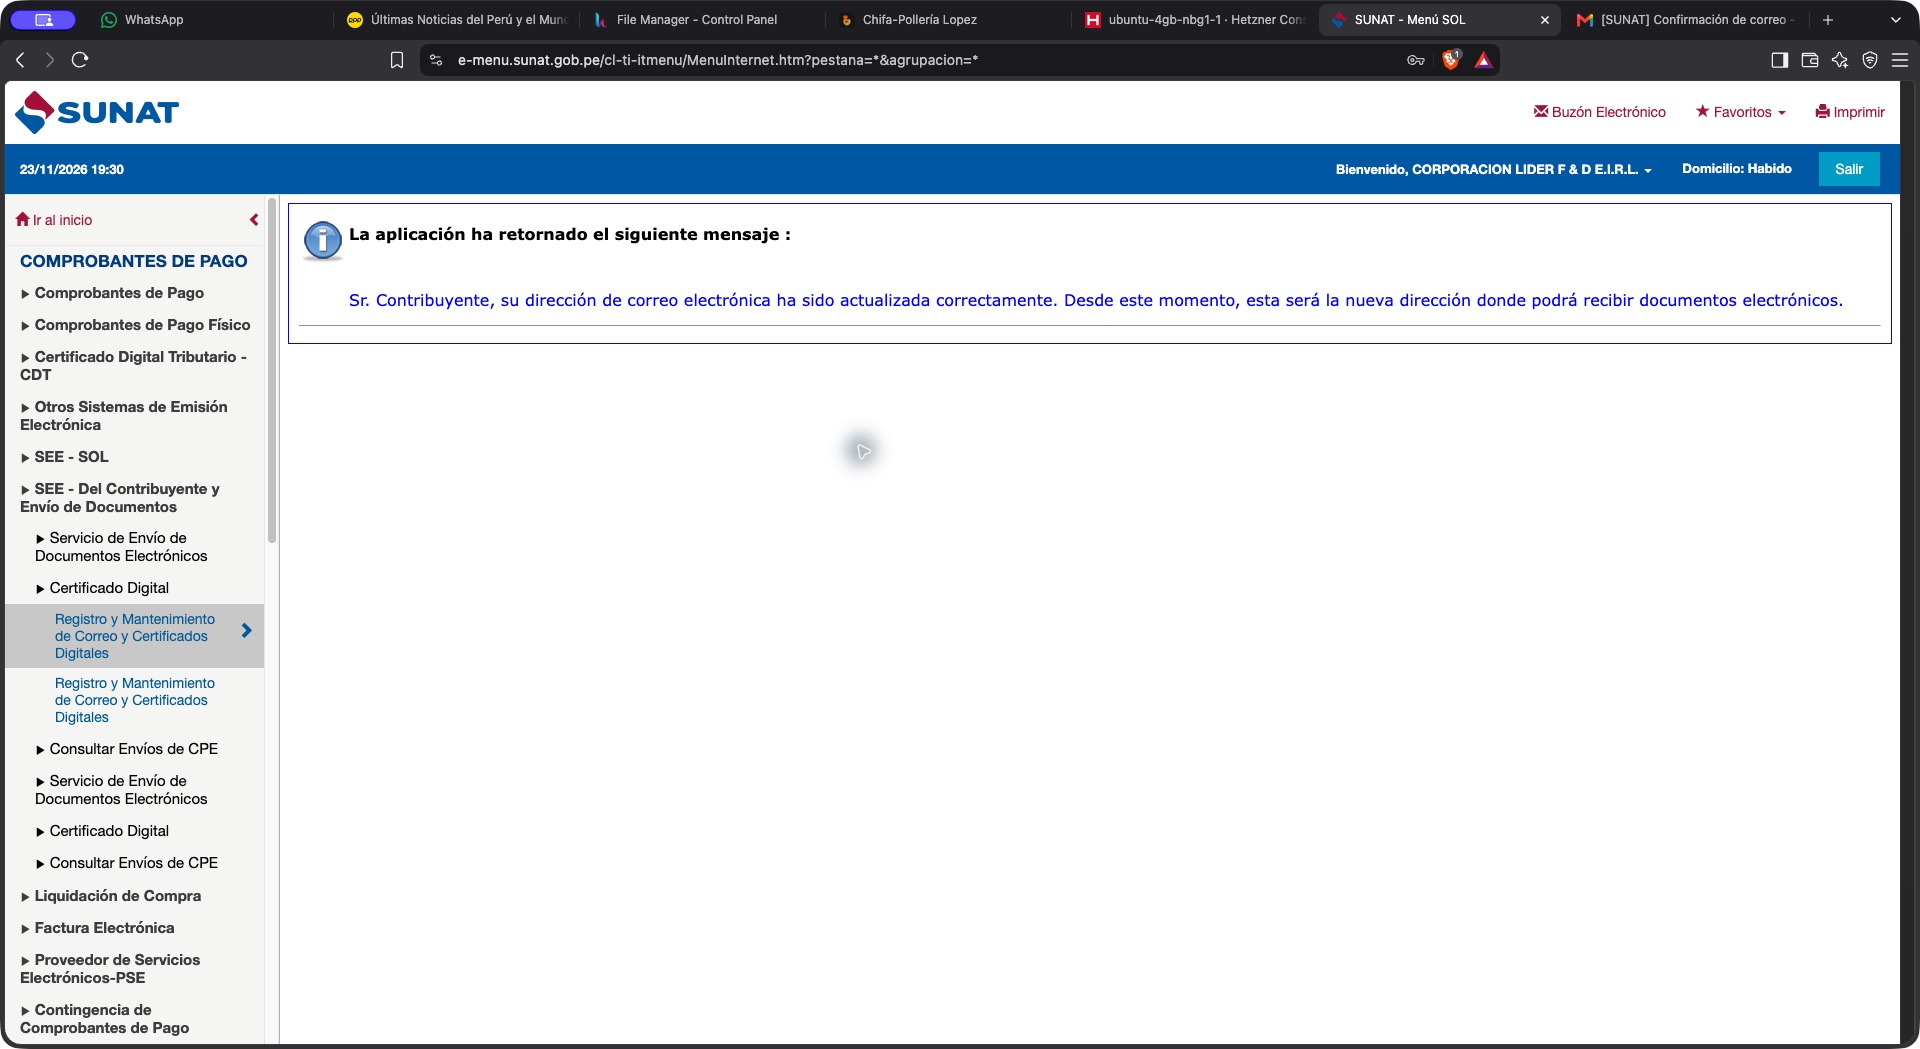 WhatsApp
Últimas Noticias del Perú y el Mund
File Manager - Control Panel
Chifa-Pollería Lopez
ubuntu-4gb-nbg1-1 · Hetzner Cons
SUNAT - Menú SOL
[SUNAT] Confirmación de correo -
e-menu.sunat.gob.pe/cl-ti-itmenu/MenuInternet.htm?pestana=*&agrupacion=*
1
SUNAT
Buzón Electrónico
Favoritos
Imprimir
23/11/2026 19:30
Bienvenido, CORPORACION LIDER F & D E.I.R.L.
Domicilio: Habido
Salir
Ir al inicio
COMPROBANTES DE PAGO
Comprobantes de Pago
Comprobantes de Pago Físico
Certificado Digital Tributario -
CDT
Otros Sistemas de Emisión
Electrónica
SEE - SOL
SEE - Del Contribuyente y
Envío de Documentos
Servicio de Envío de
Documentos Electrónicos
Certificado Digital
Registro y Mantenimiento
de Correo y Certificados
Digitales
Registro y Mantenimiento
de Correo y Certificados
Digitales
Consultar Envíos de CPE
Servicio de Envío de
Documentos Electrónicos
Certificado Digital
Consultar Envíos de CPE
Liquidación de Compra
Factura Electrónica
Proveedor de Servicios
Electrónicos-PSE
Contingencia de
Comprobantes de Pago
La aplicación ha retornado el siguiente mensaje :
Sr. Contribuyente, su dirección de correo electrónica ha sido actualizada correctamente. Desde este momento, esta será la nueva dirección donde podrá recibir documentos electrónicos.